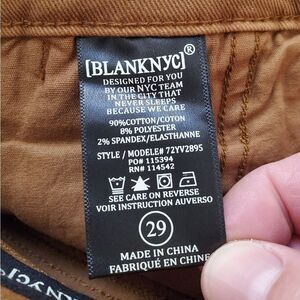 [BLANKNYC]®
DESIGNED FOR YOU
BY OUR NYC TEAM
IN THE CITY THAT
NEVER SLEEPS
BECAUSE WE CARE
90%COTTON/COTON
8% POLYESTER
2% SPANDEX/ELASTHANNE
STYLE / MODELE# 72YV2895
PO# 115394
RN# 114542
SEE CARE ON REVERSE
VOIR INSTRUCTION AUVERSO
29
MADE IN CHINA
FABRIQUÉ EN CHINE
KNYC]